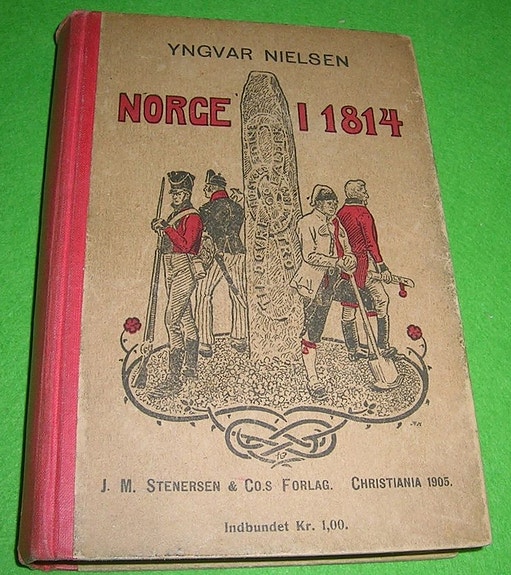 YNGVAR NIELSEN
NORGE I 1814
J. M. STENERSEN & CO.S FORLAG. CHRISTIANIA 1905.
Indbundet Kr. 1,00.